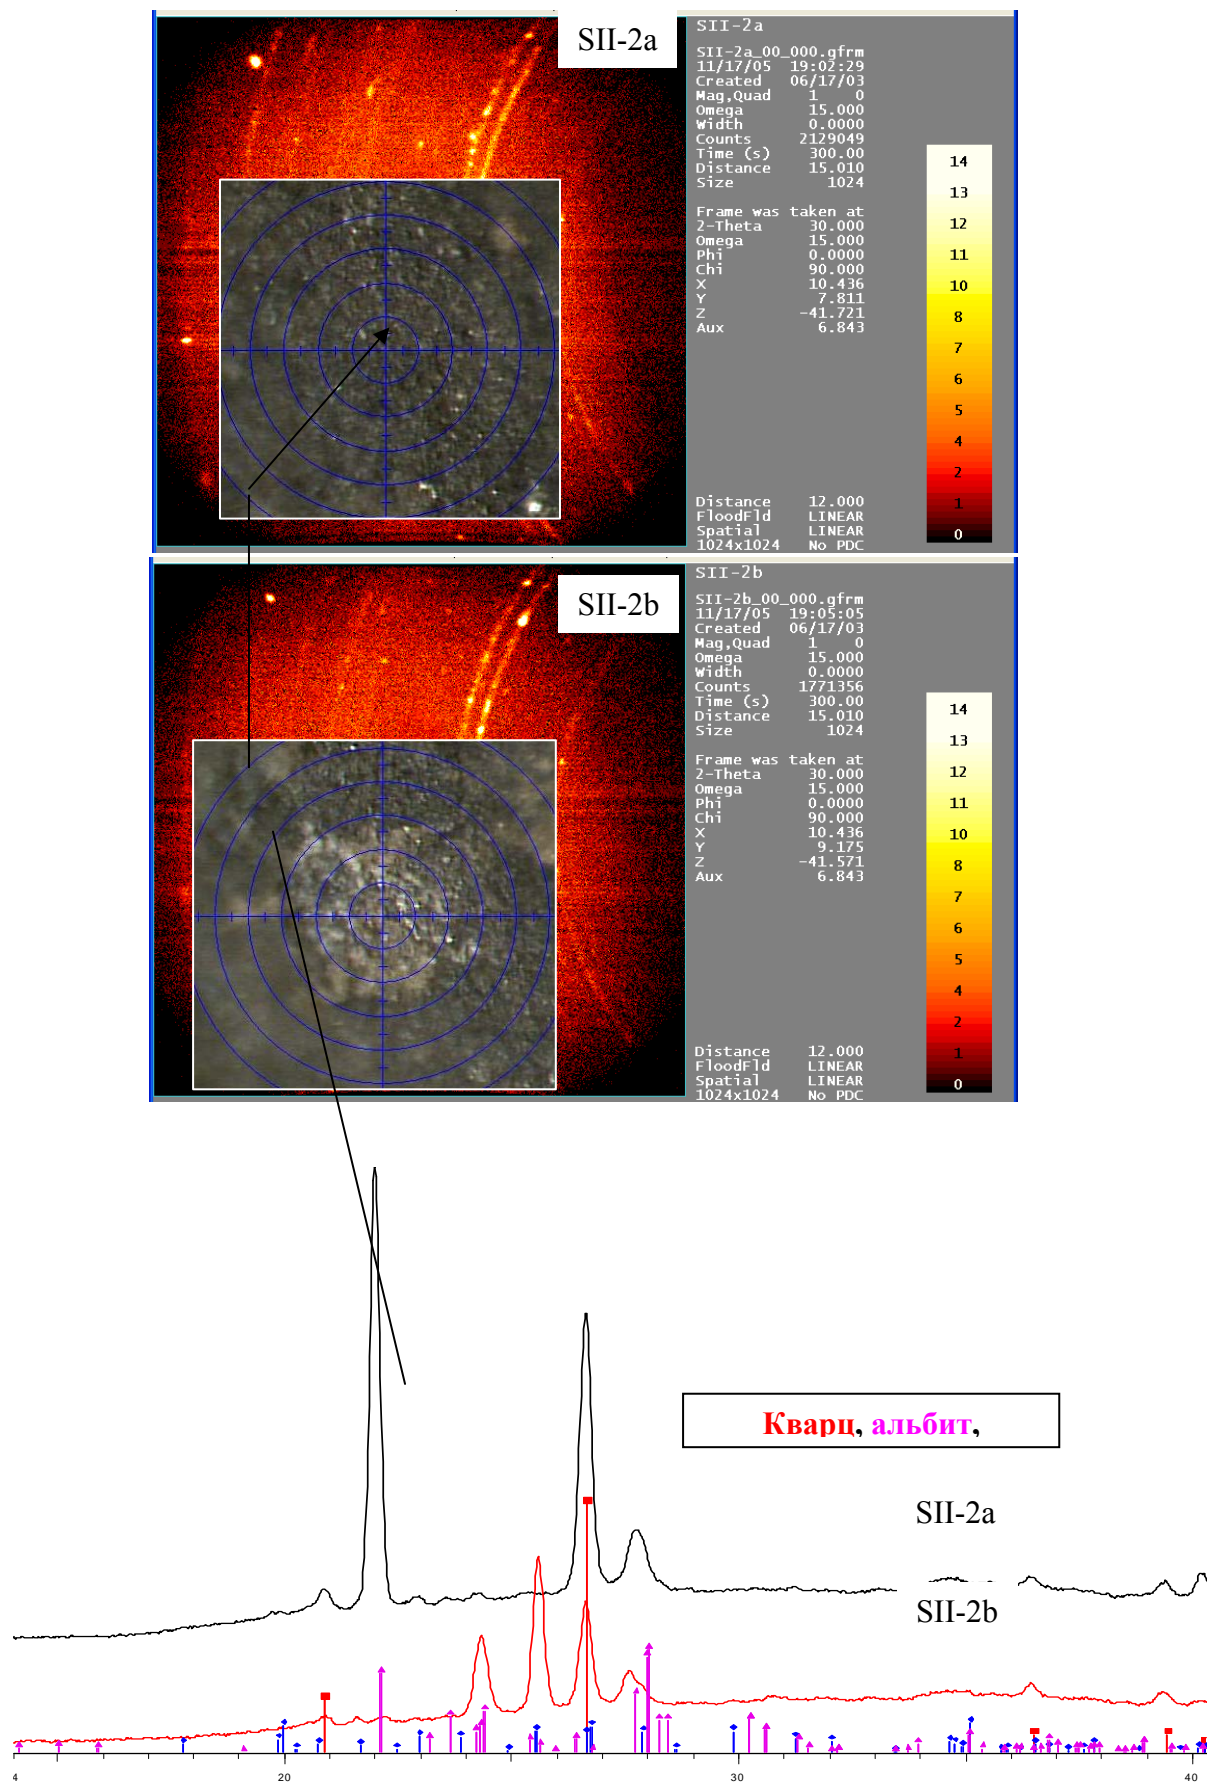 SII-2a
SII-2a
SII-2a_00_000.gfrm
11/17/05 19:02:29
Created 06/17/03
Mag,Quad 1 0
Omega 15.000
Width 0.0000
Counts 2129049
Time (s) 300.00
Distance 15.010
Size 1024
Frame was taken at
2-Theta 30.000
Omega 15.000
Phi 0.0000
Chi 90.000
X 10.436
Y 7.811
Z -41.721
Aux 6.843
Distance 12.000
FloodFld LINEAR
Spatial LINEAR
1024x1024 No PDC
14
13
12
11
10
8
7
6
5
4
2
1
0
SII-2b
SII-2b
SII-2b_00_000.gfrm
11/17/05 19:05:05
Created 06/17/03
Mag,Quad 1 0
Omega 15.000
Width 0.0000
Counts 1771356
Time (s) 300.00
Distance 15.010
Size 1024
Frame was taken at
2-Theta 30.000
Omega 15.000
Phi 0.0000
Chi 90.000
X 10.436
Y 9.175
Z -41.571
Aux 6.843
Distance 12.000
FloodFld LINEAR
Spatial LINEAR
1024x1024 No PDC
14
13
12
11
10
8
7
6
5
4
2
1
0
Кварц, альбит,
SII-2a
SII-2b
4 20 30 40